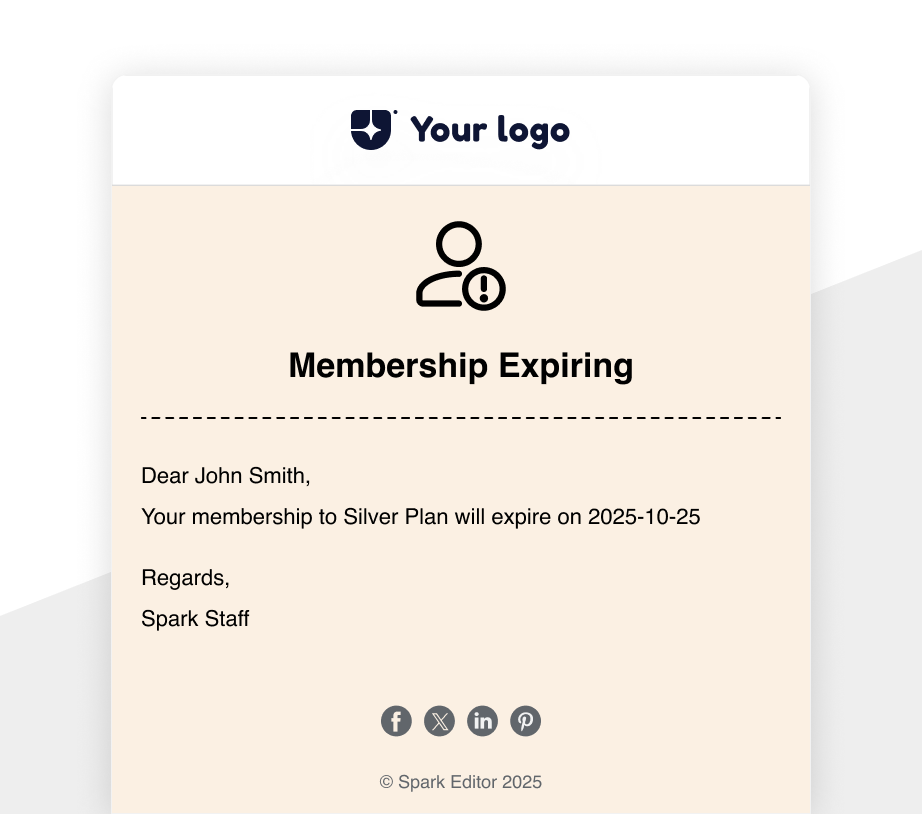 Your logo
Membership Expiring
Dear John Smith,
Your membership to Silver Plan will expire on 2025-10-25
Regards,
Spark Staff
© Spark Editor 2025